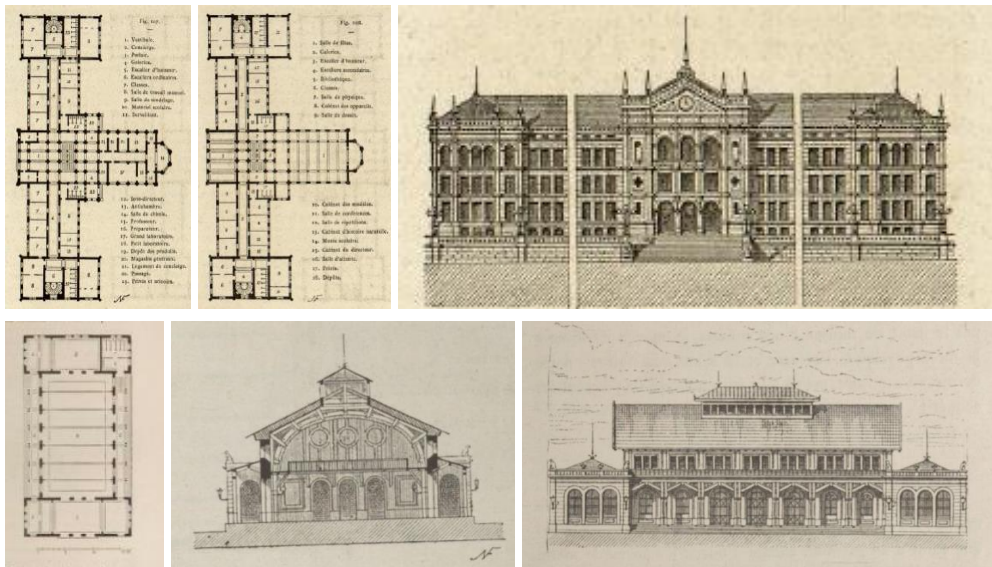 Fig. 107.
1. Vestibule.
2. Concierge.
3. Parloir.
4. Galeries.
5. Escalier d'honneur.
6. Escaliers ordinaires.
7. Classes.
8. Salle de travail manuel.
9. Salle de modelage.
10. Matériel scolaire.
11. Surveillant.
12. Sous-directeur.
13. Antichambre.
14. Salle de chimie.
15. Professeur.
16. Préparateur.
17. Grand laboratoire.
18. Petit laboratoire.
19. Dépôt des produits.
20. Magasins généraux.
21. Logement du concierge.
22. Passage.
23. Privés et urinoirs.
Fig. 108.
1. Salle de fêtes.
2. Galeries.
3. Escalier d'honneur.
4. Escaliers secondaires.
5. Bibliothèque.
6. Classes.
7. Salle de physique.
8. Cabinet des appareils.
9. Salle de dessin.
10. Cabinet des modèles.
11. Salle de conférences.
12. Salle de répétitions.
13. Cabinet d'histoire naturelle.
14. Musée scolaire.
15. Cabinet du directeur.
16. Salle d'attente.
17. Privés.
18. Dépôts.